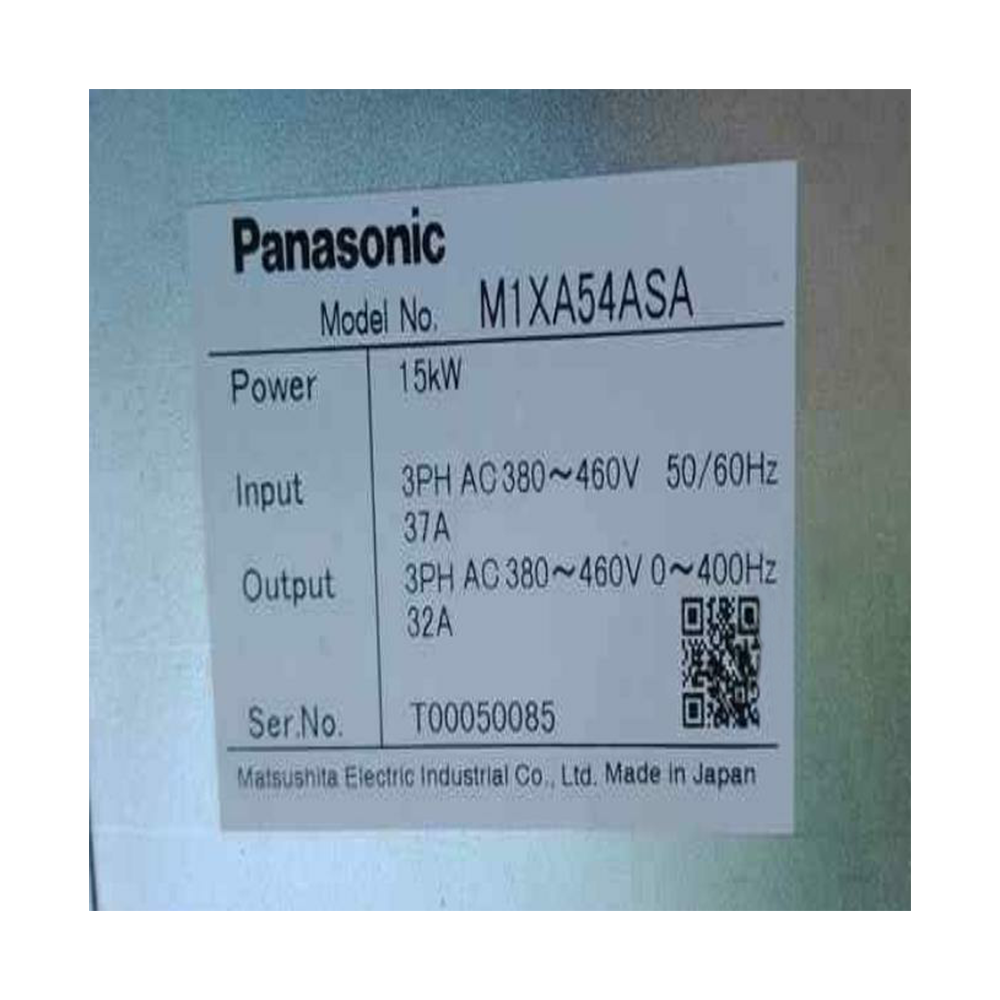 Panasonic
Model No. M1XA54ASA
Power 15kW
Input 3PH AC 380~460V 50/60Hz
37A
Output 3PH AC 380~460V 0~400Hz
32A
Ser.No. T00050085
Matsushita Electric Industrial Co., Ltd. Made in Japan